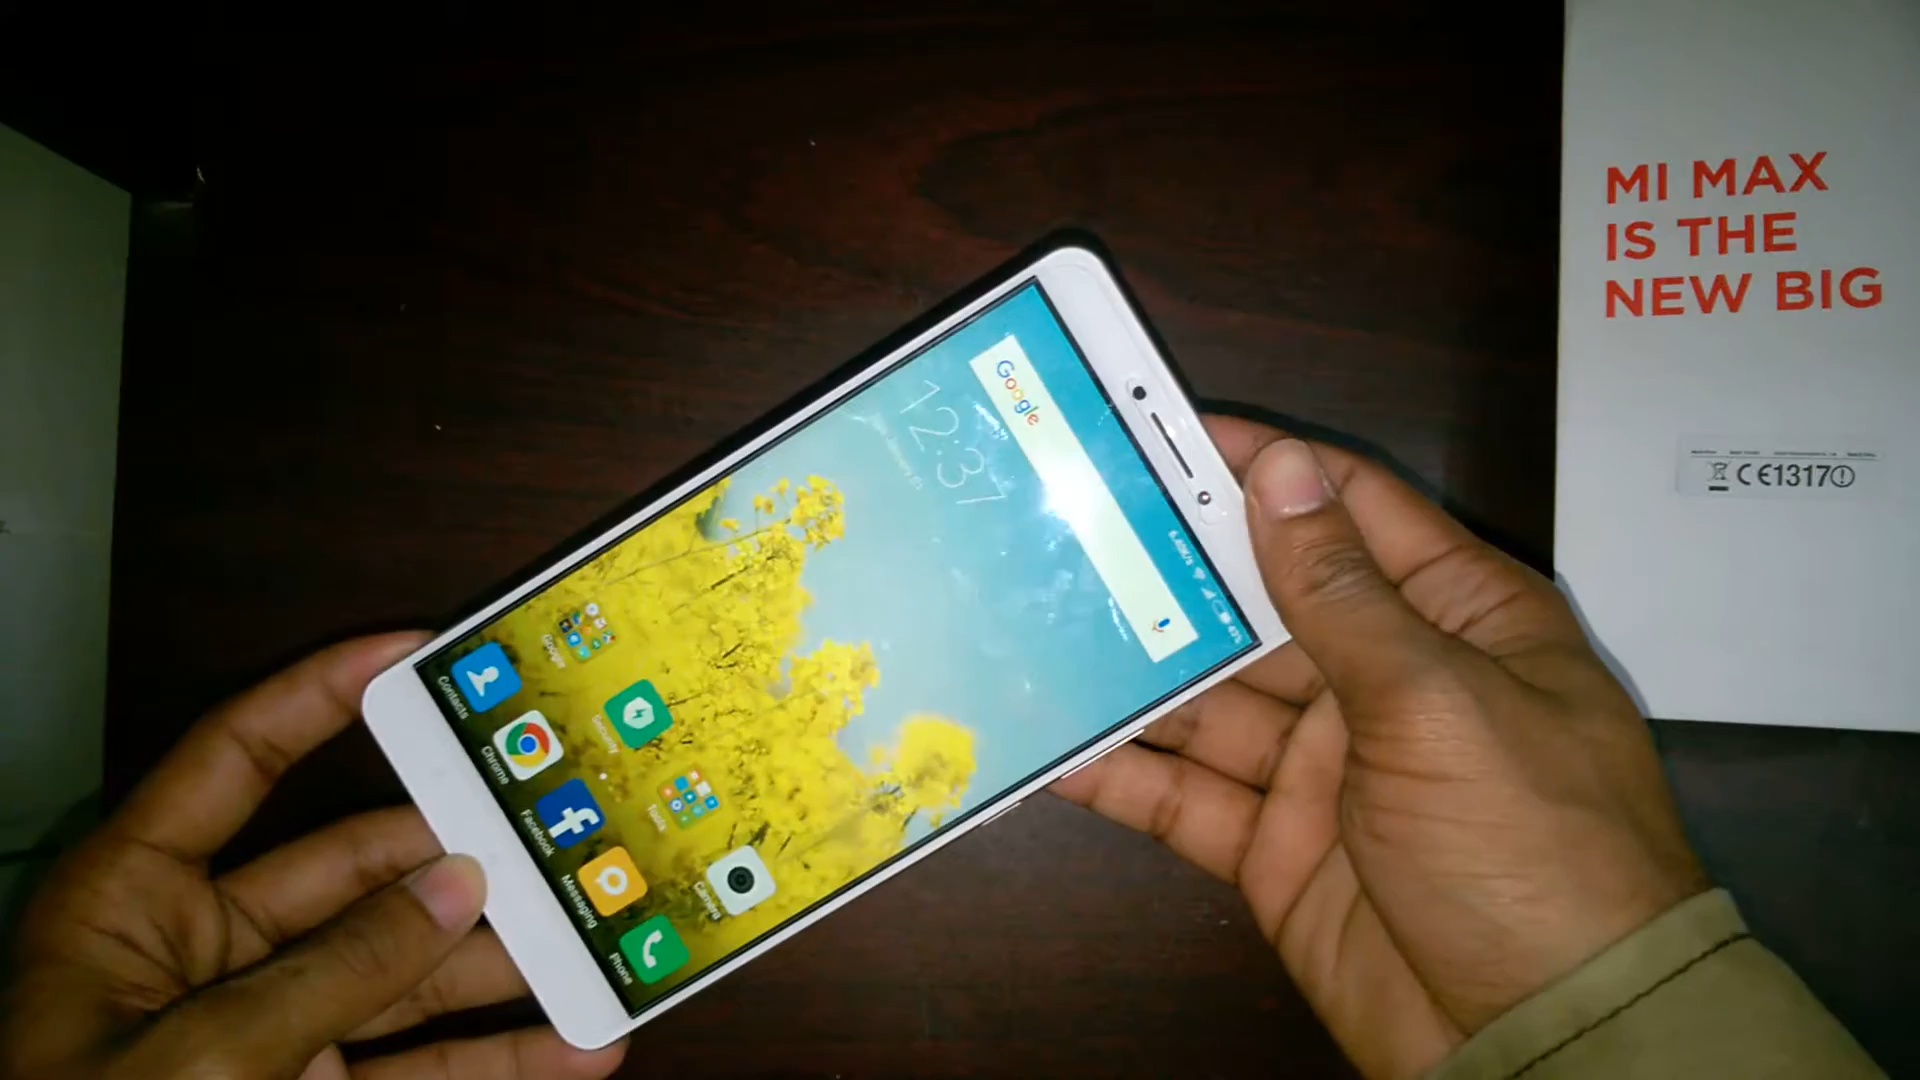 MI MAX
IS THE
NEW BIG
CE1317
Google
12:37
Google
Security
Tools
Camera
Contacts
Chrome
Facebook
Messaging
Phone